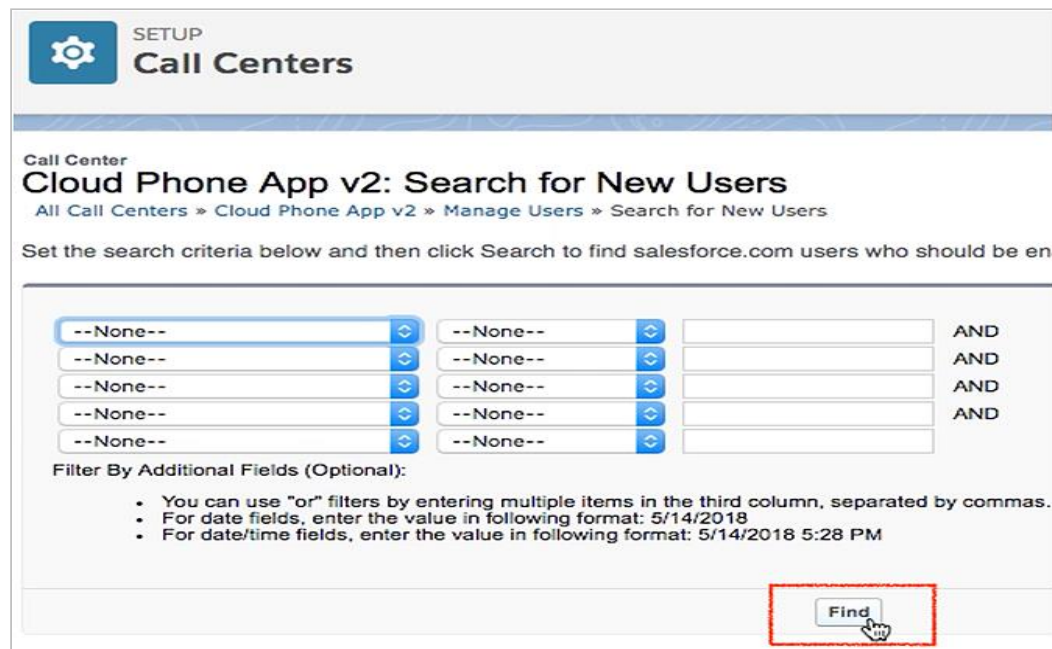 SETUP
Call Centers
Call Center
Cloud Phone App v2: Search for New Users
All Call Centers » Cloud Phone App v2 » Manage Users » Search for New Users
Set the search criteria below and then click Search to find salesforce.com users who should be en
--None-- --None-- AND
--None-- --None-- AND
--None-- --None-- AND
--None-- --None-- AND
--None-- --None--
Filter By Additional Fields (Optional):
• You can use "or" filters by entering multiple items in the third column, separated by commas.
• For date fields, enter the value in following format: 5/14/2018
• For date/time fields, enter the value in following format: 5/14/2018 5:28 PM
Find